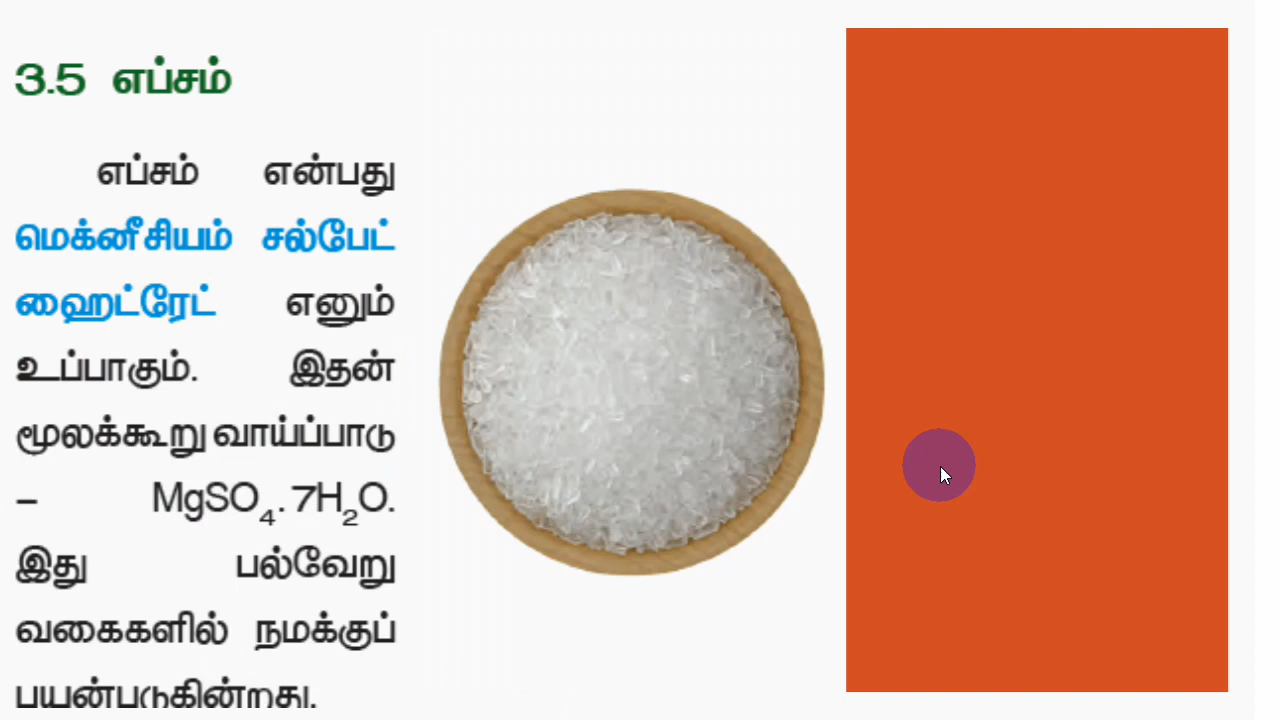 3.5 எப்சம்
எப்சம் என்பது
மெக்னீசியம் சல்பேட்
ஹைட்ரேட் எனும்
உப்பாகும். இதன்
மூலக்கூறு வாய்ப்பாடு
– MgSO₄. 7H₂O.
இது பல்வேறு
வகைகளில் நமக்குப்
பயன்படுகின்றது.